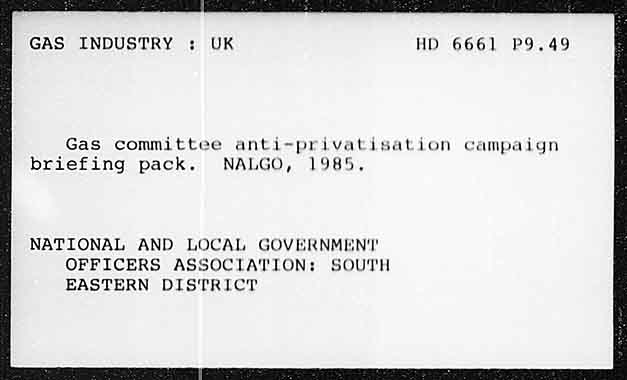 GAS INDUSTRY : UK HD 6661 P9.49
Gas committee anti-privatisation campaign
briefing pack. NALGO, 1985.
NATIONAL AND LOCAL GOVERNMENT
OFFICERS ASSOCIATION: SOUTH
EASTERN DISTRICT